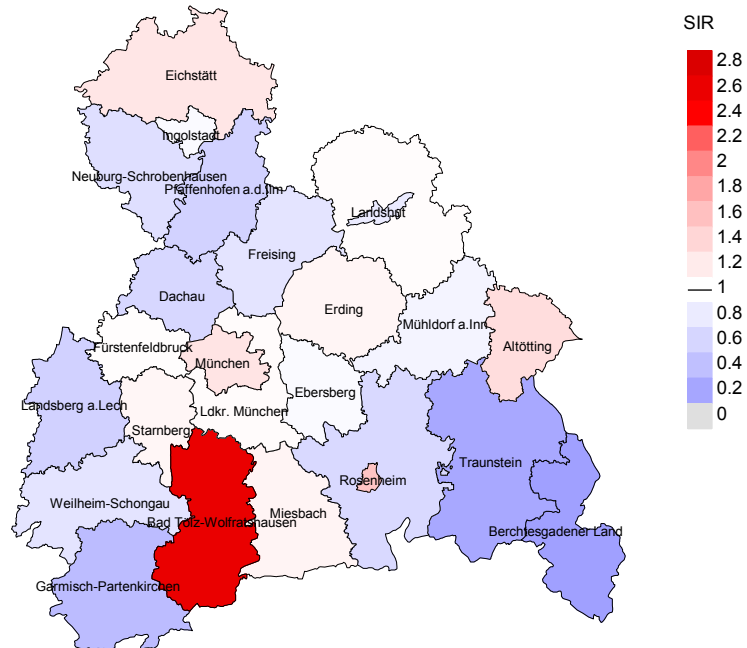 SIR
2.8
2.6
2.4
2.2
2
1.8
1.6
1.4
1.2
1
0.8
0.6
0.4
0.2
0
Eichstätt
Ingolstadt
Neuburg-Schrobenhausen
Pfaffenhofen a.d.Ilm
Landshut
Freising
Dachau
Erding
Mühldorf a.Inn
Altötting
Fürstenfeldbruck
München
Ebersberg
Landsberg a.Lech
Ldkr. München
Starnberg
Traunstein
Rosenheim
Weilheim-Schongau
Miesbach
Bad Tölz-Wolfratshausen
Berchtesgadener Land
Garmisch-Partenkirchen